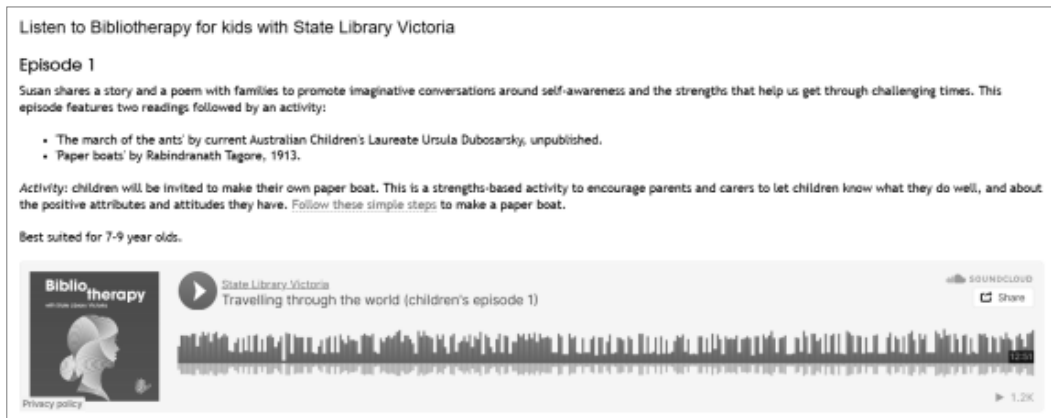 Listen to Bibliotherapy for kids with State Library Victoria
Episode 1
Susan shares a story and a poem with families to promote imaginative conversations around self-awareness and the strengths that help us get through challenging times. This
episode features two readings followed by an activity:
• 'The march of the ants' by current Australian Children's Laureate Ursula Dubosarsky, unpublished.
• 'Paper boats' by Rabindranath Tagore, 1913.
Activity: children will be invited to make their own paper boat. This is a strengths-based activity to encourage parents and carers to let children know what they do well, and about
the positive attributes and attitudes they have. Follow these simple steps to make a paper boat.
Best suited for 7-9 year olds.
Bibliotherapy
with State Library Victoria
Privacy policy
State Library Victoria
Travelling through the world (children's episode 1)
SOUNDCLOUD
Share
12:51
1.2K